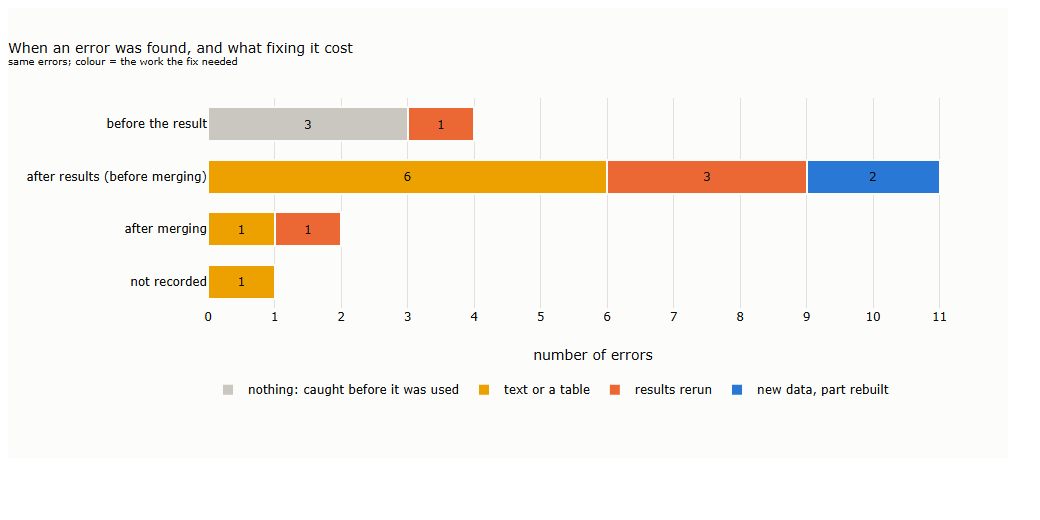 When an error was found, and what fixing it cost
same errors; colour = the work the fix needed
before the result 3 1
after results (before merging) 6 3 2
after merging 1 1
not recorded 1
0 1 2 3 4 5 6 7 8 9 10 11
number of errors
nothing: caught before it was used text or a table results rerun new data, part rebuilt